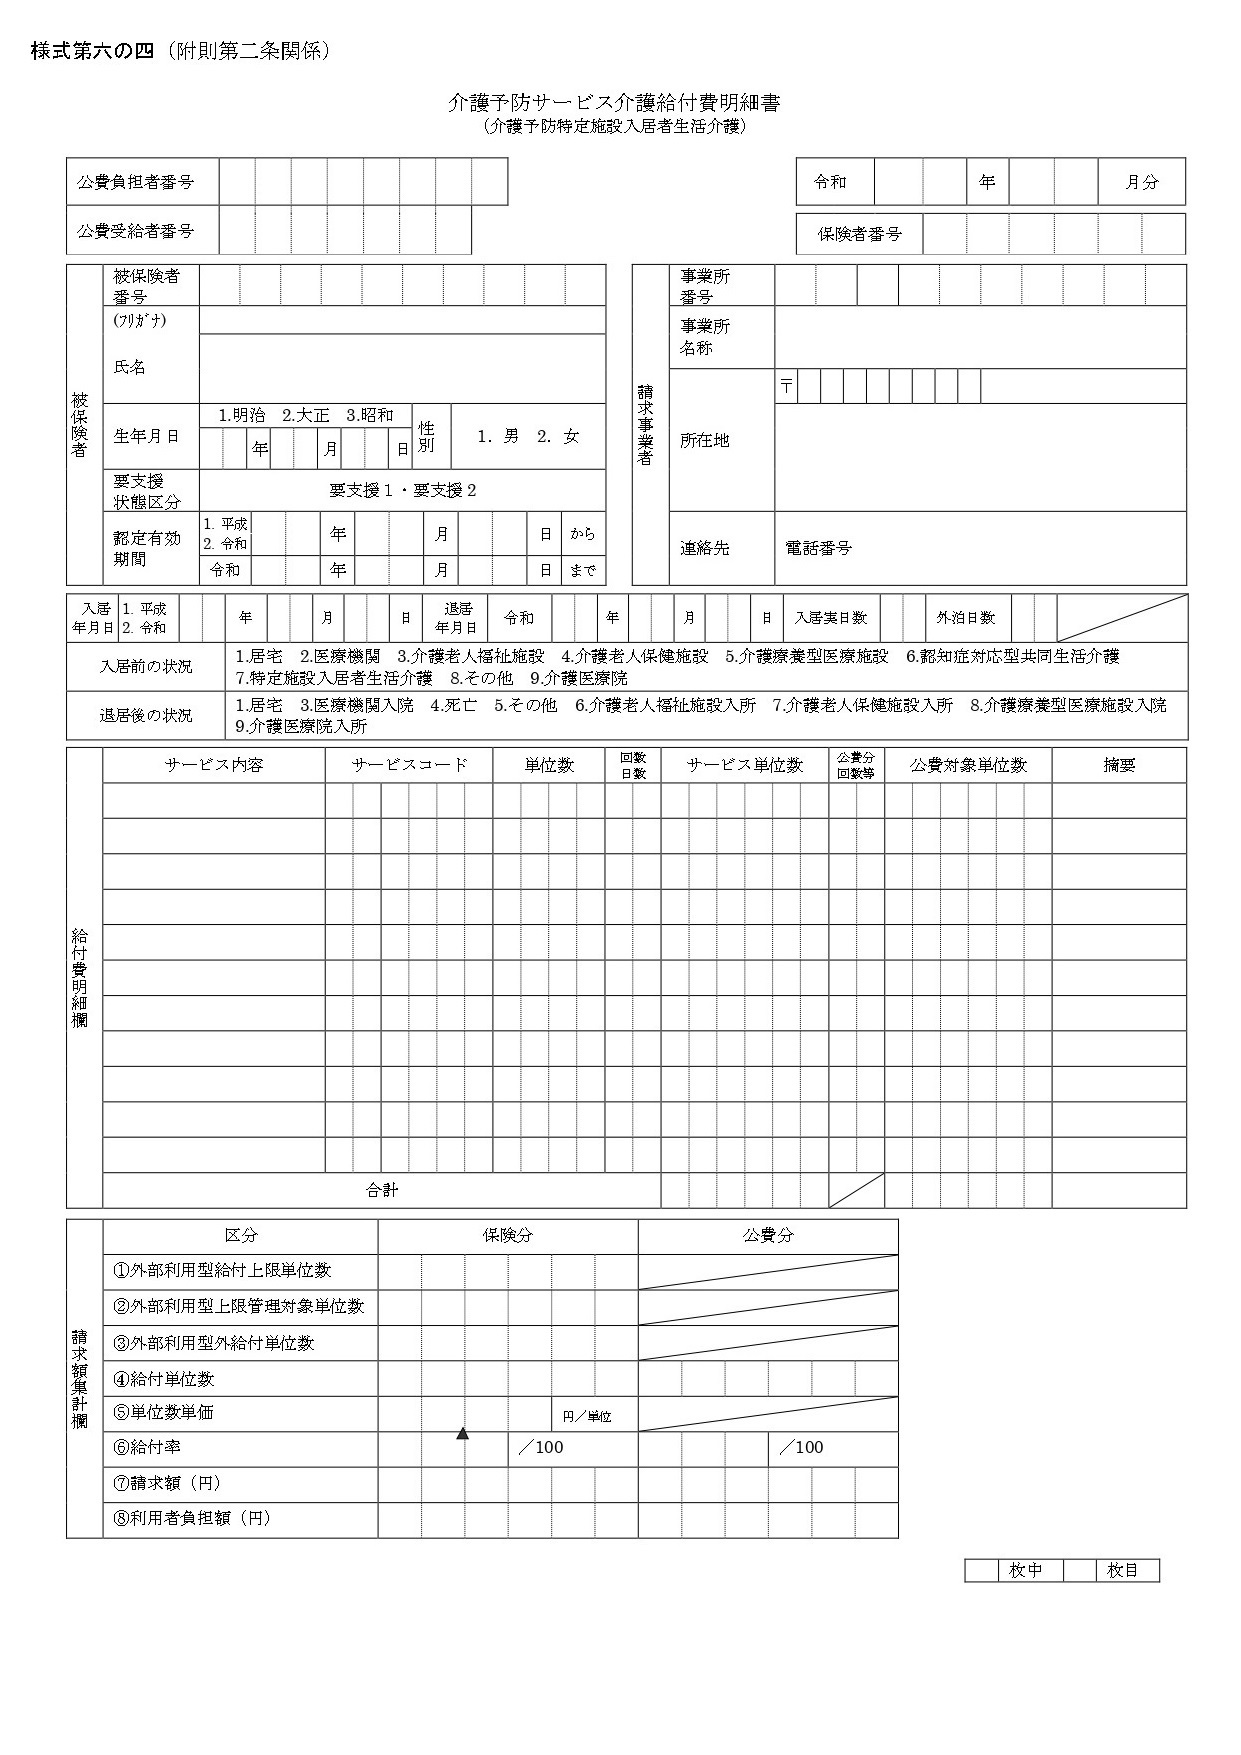 様式第六の四（附則第二条関係）
介護予防サービス介護給付費明細書
（介護予防特定施設入居者生活介護）
公費負担者番号
令和 年 月分
公費受給者番号
保険者番号
被保険者
被保険者
番号
(ﾌﾘｶﾞﾅ)
氏名
生年月日
1.明治 2.大正 3.昭和
年 月 日
性別
1. 男 2. 女
要支援
状態区分
要支援１・要支援２
認定有効
期間
1. 平成
2. 令和
年 月 日 から
令和 年 月 日 まで
請求事業者
事業所
番号
事業所
名称
〒
所在地
連絡先 電話番号
入居
年月日
1. 平成
2. 令和
年 月 日
退居
年月日
令和 年 月 日 入居実日数 外泊日数
入居前の状況
1.居宅 2.医療機関 3.介護老人福祉施設 4.介護老人保健施設 5.介護療養型医療施設 6.認知症対応型共同生活介護
7.特定施設入居者生活介護 8.その他 9.介護医療院
退居後の状況
1.居宅 3.医療機関入院 4.死亡 5.その他 6.介護老人福祉施設入所 7.介護老人保健施設入所 8.介護療養型医療施設入院
9.介護医療院入所
給付費明細欄
サービス内容 サービスコード 単位数 回数
日数
サービス単位数 公費分
回数等
公費対象単位数 摘要
合計
請求額集計欄
区分 保険分 公費分
①外部利用型給付上限単位数
②外部利用型上限管理対象単位数
③外部利用型外給付単位数
④給付単位数
⑤単位数単価 円／単位
⑥給付率 ／100 ／100
⑦請求額（円）
⑧利用者負担額（円）
枚中 枚目